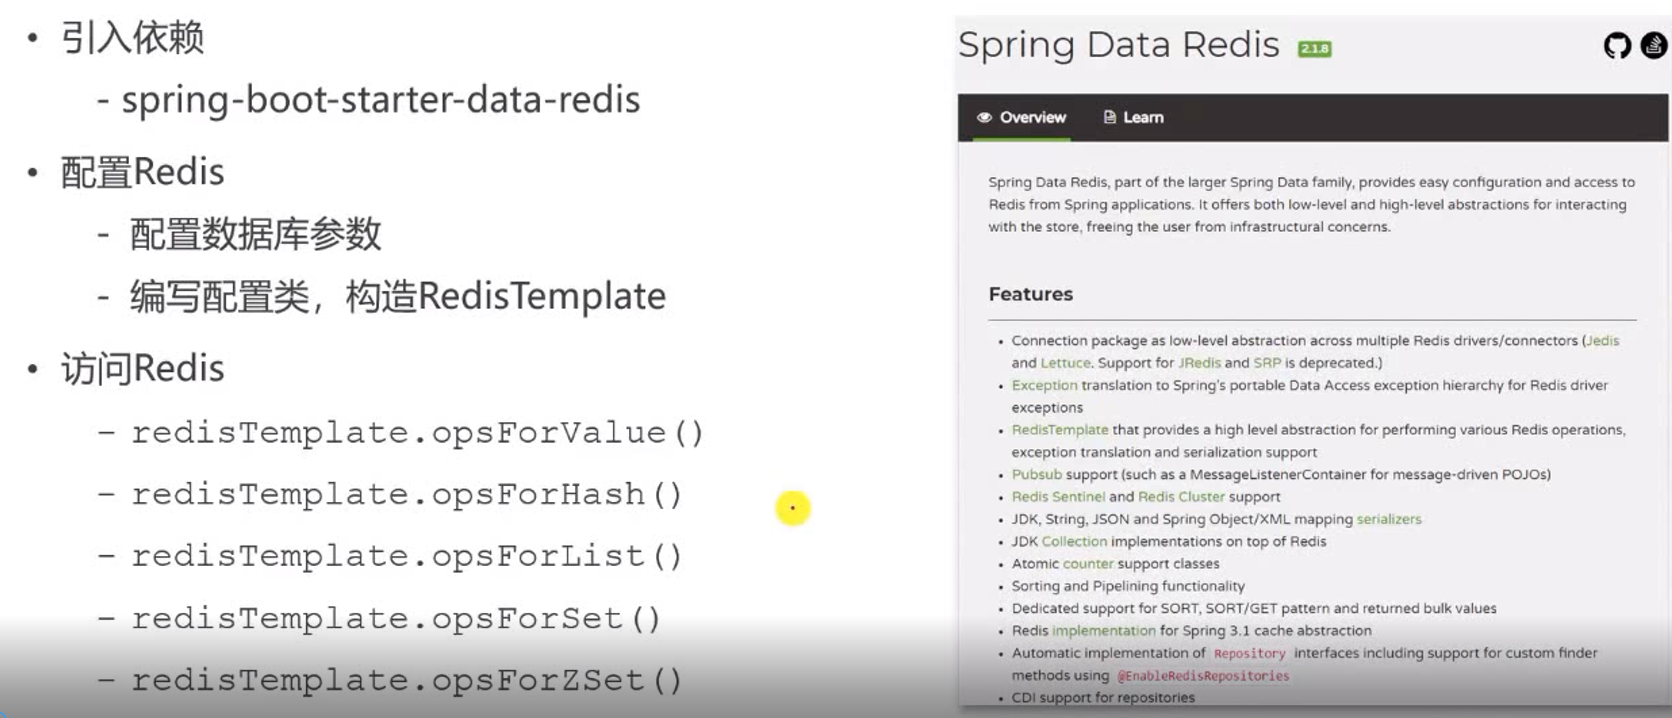 • 引入依赖
- spring-boot-starter-data-redis
• 配置Redis
- 配置数据库参数
- 编写配置类，构造RedisTemplate
• 访问Redis
- redisTemplate.opsForValue()
- redisTemplate.opsForHash()
- redisTemplate.opsForList()
- redisTemplate.opsForSet()
- redisTemplate.opsForZSet()
Spring Data Redis 2.1.8
Overview Learn
Spring Data Redis, part of the larger Spring Data family, provides easy configuration and access to
Redis from Spring applications. It offers both low-level and high-level abstractions for interacting
with the store, freeing the user from infrastructural concerns.
Features
• Connection package as low-level abstraction across multiple Redis drivers/connectors (Jedis
and Lettuce. Support for JRedis and SRP is deprecated.)
• Exception translation to Spring's portable Data Access exception hierarchy for Redis driver
exceptions
• RedisTemplate that provides a high level abstraction for performing various Redis operations,
exception translation and serialization support
• Pubsub support (such as a MessageListenerContainer for message-driven POJOs)
• Redis Sentinel and Redis Cluster support
• JDK, String, JSON and Spring Object/XML mapping serializers
• JDK Collection implementations on top of Redis
• Atomic counter support classes
• Sorting and Pipelining functionality
• Dedicated support for SORT, SORT/GET pattern and returned bulk values
• Redis implementation for Spring 3.1 cache abstraction
• Automatic implementation of Repository interfaces including support for custom finder
methods using @EnableRedisRepositories
• CDI support for repositories